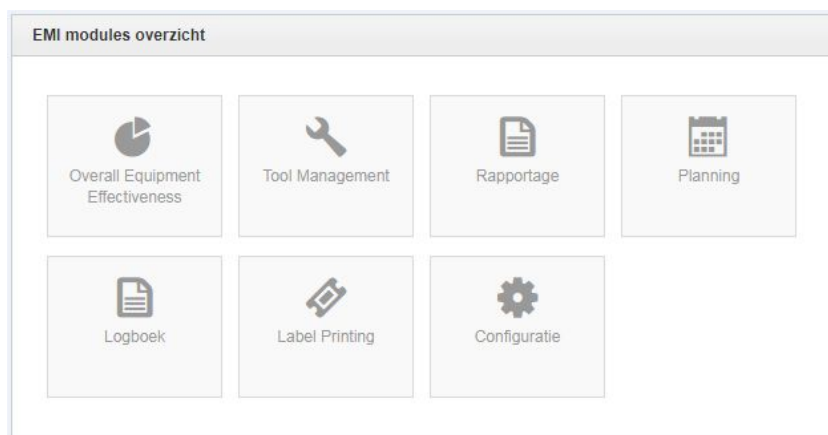 EMI modules overzicht
Overall Equipment
Effectiveness
Tool Management
Rapportage
Planning
Logboek
Label Printing
Configuratie